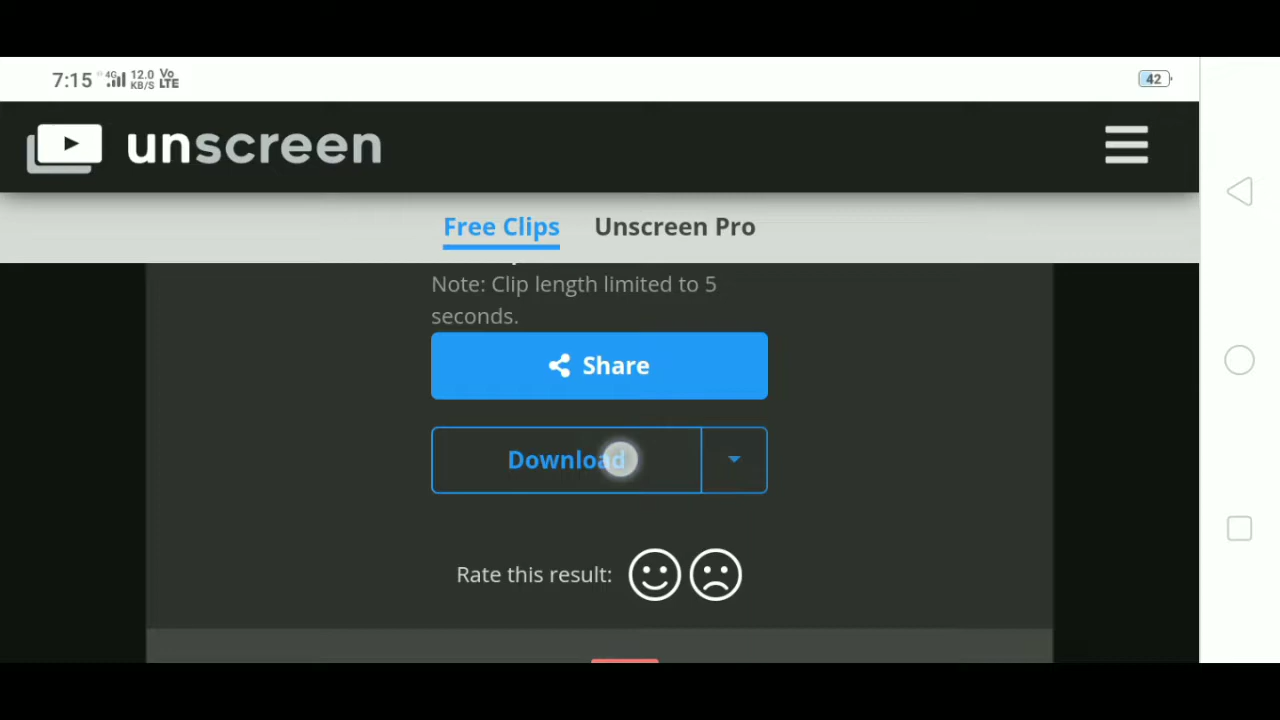 7:15 4G 12.0 KB/S Vo LTE 42
unscreen
Free Clips Unscreen Pro
Note: Clip length limited to 5
seconds.
Share
Download
Rate this result: